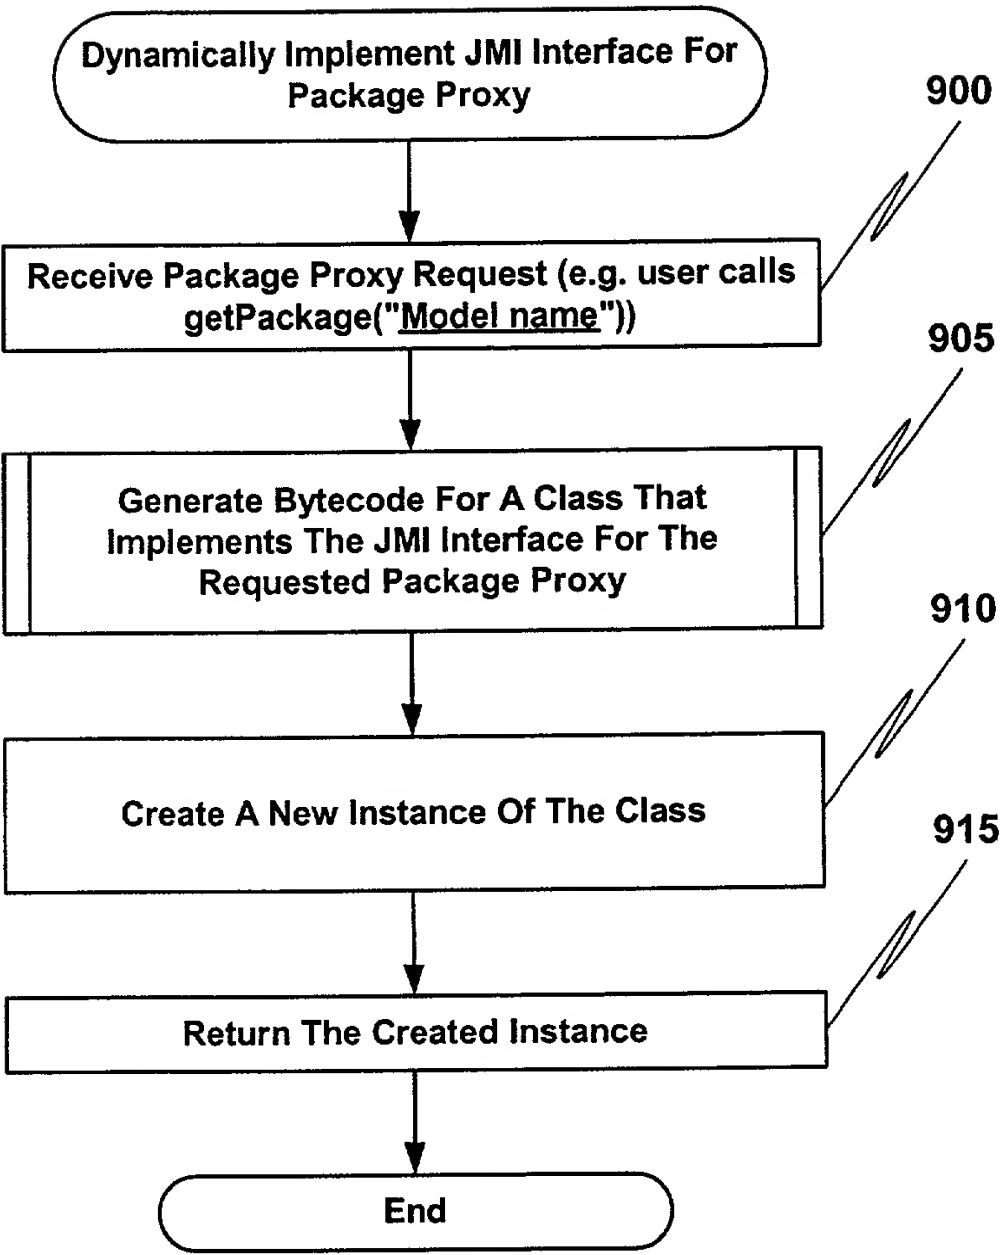 Dynamically Implement JMI Interface For
Package Proxy
900
Receive Package Proxy Request (e.g. user calls
getPackage("Model name"))
905
Generate Bytecode For A Class That
Implements The JMI Interface For The
Requested Package Proxy
910
Create A New Instance Of The Class
915
Return The Created Instance
End